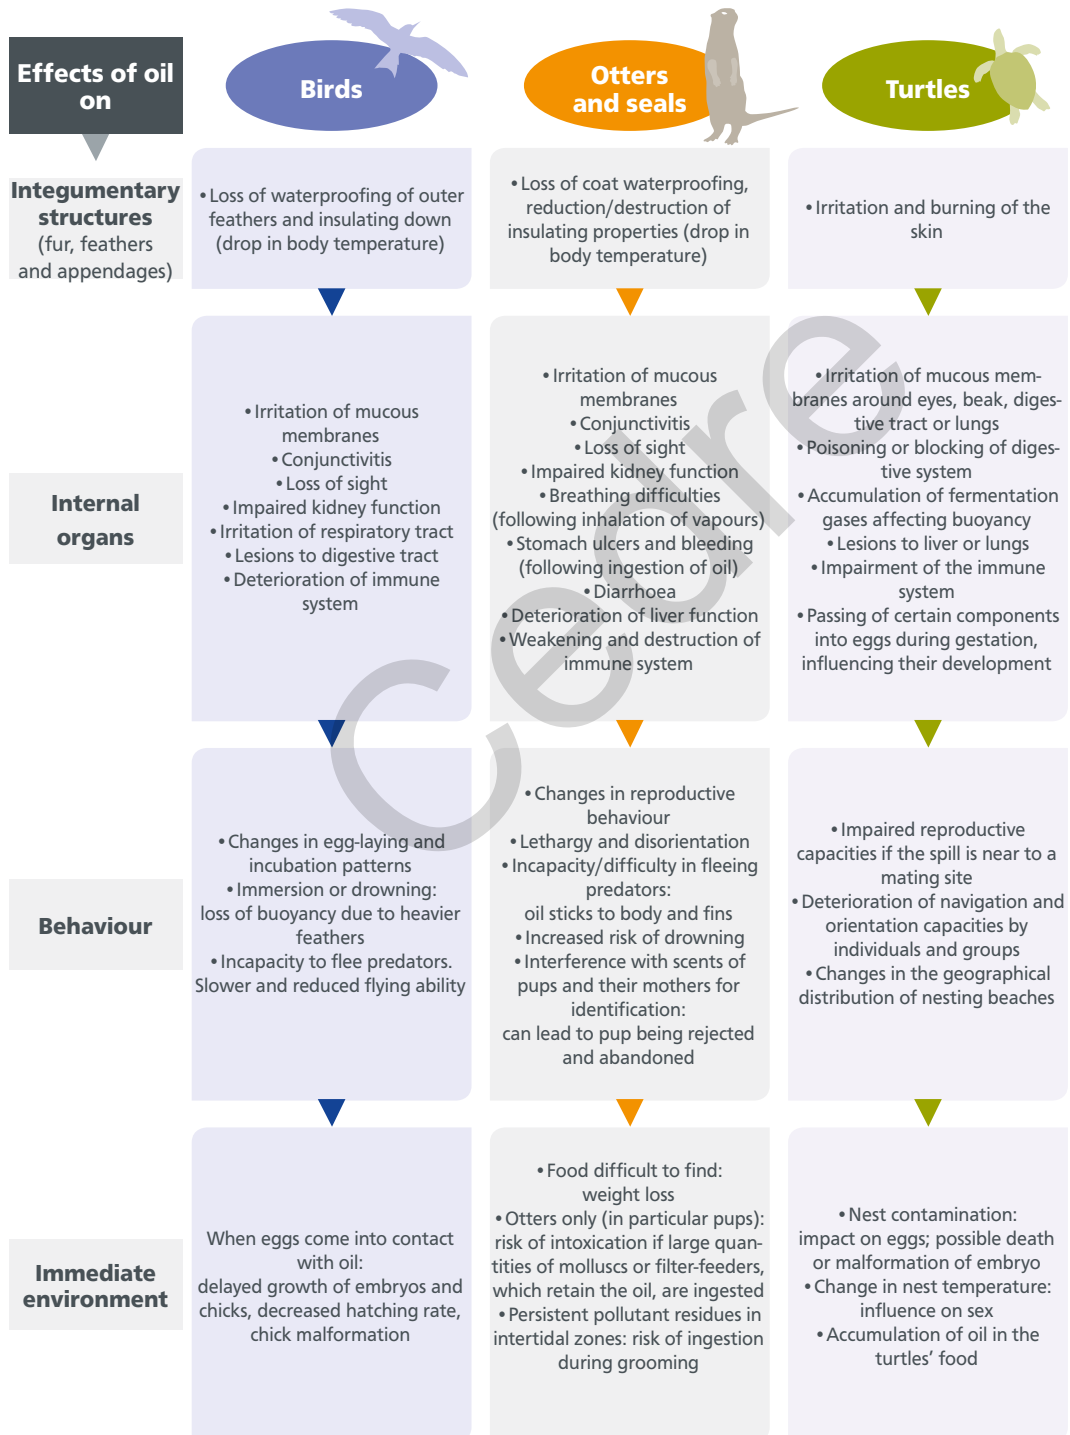 Effects of oil
on
Birds
Otters
and seals
Turtles
Integumentary
structures
(fur, feathers
and appendages)
• Loss of waterproofing of outer
feathers and insulating down
(drop in body temperature)
• Loss of coat waterproofing,
reduction/destruction of
insulating properties (drop in
body temperature)
• Irritation and burning of the
skin
Internal
organs
• Irritation of mucous
membranes
• Conjunctivitis
• Loss of sight
• Impaired kidney function
• Irritation of respiratory tract
• Lesions to digestive tract
• Deterioration of immune
system
• Irritation of mucous
membranes
• Conjunctivitis
• Loss of sight
• Impaired kidney function
• Breathing difficulties
(following inhalation of vapours)
• Stomach ulcers and bleeding
(following ingestion of oil)
• Diarrhoea
• Deterioration of liver function
• Weakening and destruction of
immune system
• Irritation of mucous mem-
branes around eyes, beak, diges-
tive tract or lungs
• Poisoning or blocking of diges-
tive system
• Accumulation of fermentation
gases affecting buoyancy
• Lesions to liver or lungs
• Impairment of the immune
system
• Passing of certain components
into eggs during gestation,
influencing their development
Behaviour
• Changes in egg-laying and
incubation patterns
• Immersion or drowning:
loss of buoyancy due to heavier
feathers
• Incapacity to flee predators.
Slower and reduced flying ability
• Changes in reproductive
behaviour
• Lethargy and disorientation
• Incapacity/difficulty in fleeing
predators:
oil sticks to body and fins
• Increased risk of drowning
• Interference with scents of
pups and their mothers for
identification:
can lead to pup being rejected
and abandoned
• Impaired reproductive
capacities if the spill is near to a
mating site
• Deterioration of navigation and
orientation capacities by
individuals and groups
• Changes in the geographical
distribution of nesting beaches
Immediate
environment
When eggs come into contact
with oil:
delayed growth of embryos and
chicks, decreased hatching rate,
chick malformation
• Food difficult to find:
weight loss
• Otters only (in particular pups):
risk of intoxication if large quan-
tities of molluscs or filter-feeders,
which retain the oil, are ingested
• Persistent pollutant residues in
intertidal zones: risk of ingestion
during grooming
• Nest contamination:
impact on eggs; possible death
or malformation of embryo
• Change in nest temperature:
influence on sex
• Accumulation of oil in the
turtles' food
Cedre